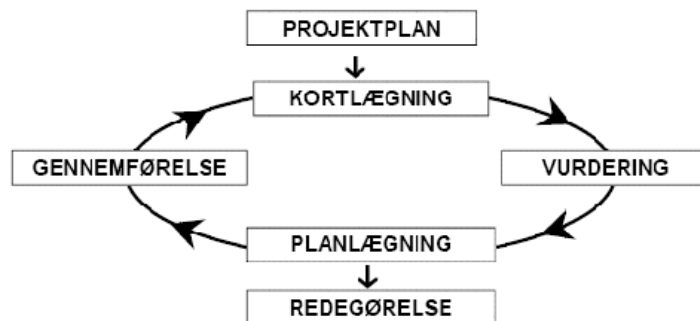 PROJEKTPLAN
KORTLÆGNING
GENNEMFØRELSE
VURDERING
PLANLÆGNING
REDEGØRELSE